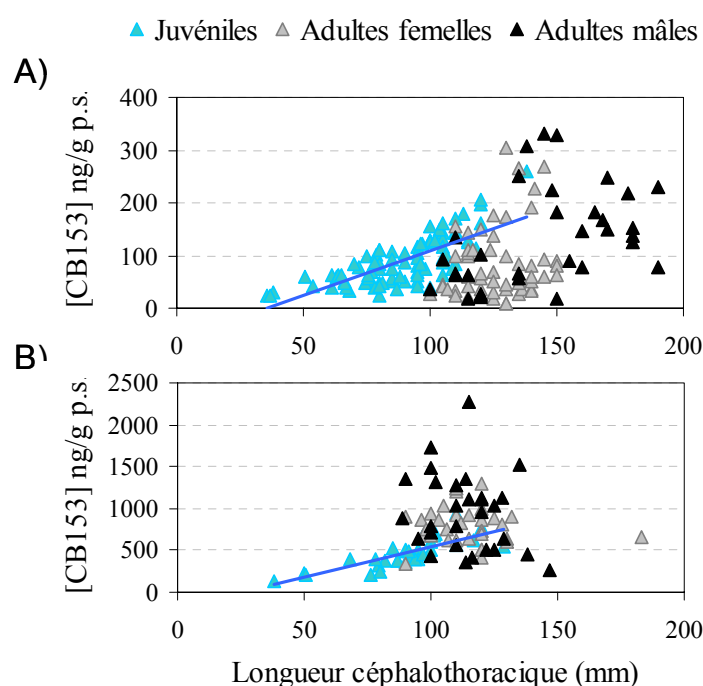 Juvéniles Adultes femelles Adultes mâles
A)
[CB153] ng/g p.s.
400
300
200
100
0
0 50 100 150 200
B)
[CB153] ng/g p.s.
2500
2000
1500
1000
500
0
0 50 100 150 200
Longueur céphalothoracique (mm)